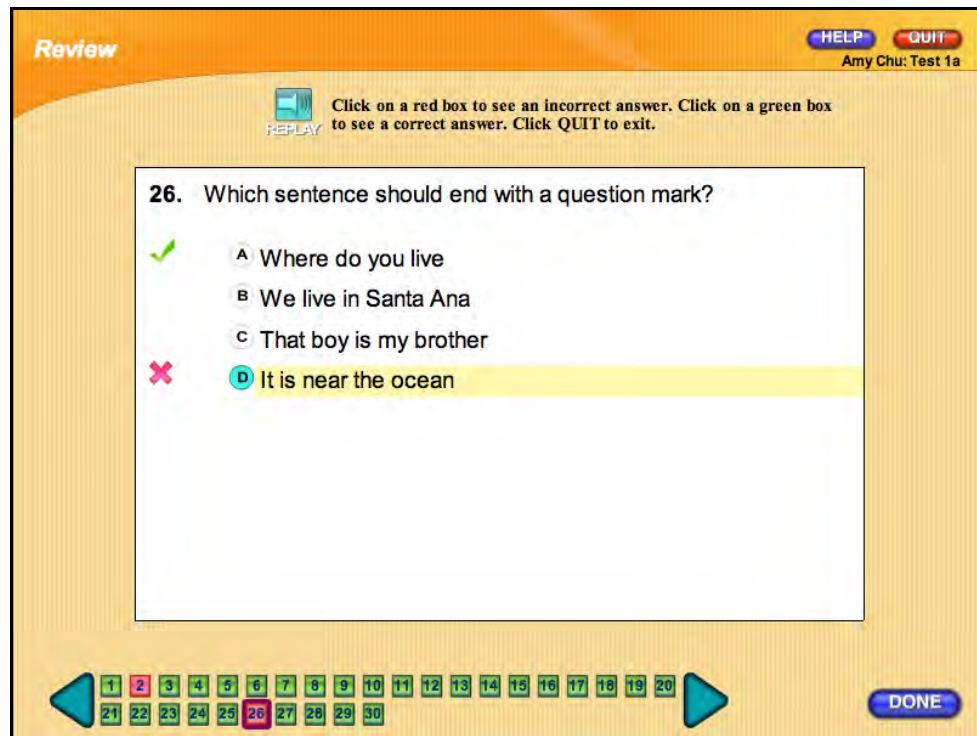 Review
HELP QUIT
Amy Chu: Test 1a
REPLAY
Click on a red box to see an incorrect answer. Click on a green box
to see a correct answer. Click QUIT to exit.
26. Which sentence should end with a question mark?
A Where do you live
B We live in Santa Ana
C That boy is my brother
D It is near the ocean
1 2 3 4 5 6 7 8 9 10 11 12 13 14 15 16 17 18 19 20
21 22 23 24 25 26 27 28 29 30
DONE